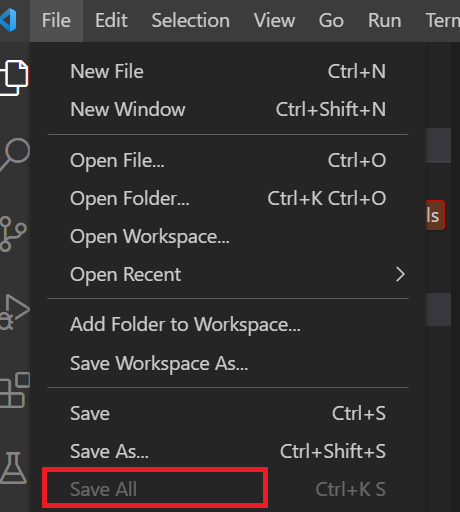 File Edit Selection View Go Run Term
New File Ctrl+N
New Window Ctrl+Shift+N
Open File... Ctrl+O
Open Folder... Ctrl+K Ctrl+O
Open Workspace...
ls
Open Recent
Add Folder to Workspace...
Save Workspace As...
Save Ctrl+S
Save As... Ctrl+Shift+S
Save All Ctrl+K S